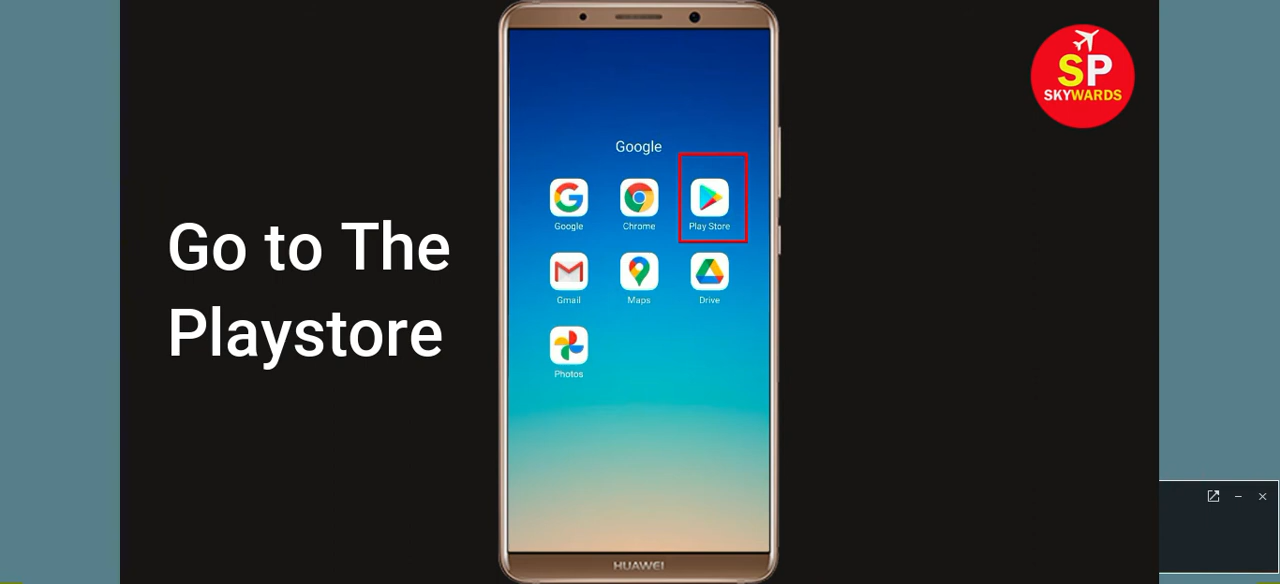 SP
SKYWARDS
Google
Google
Chrome
Play Store
Go to The
Playstore
Gmail
Maps
Drive
Photos
HUAWEI